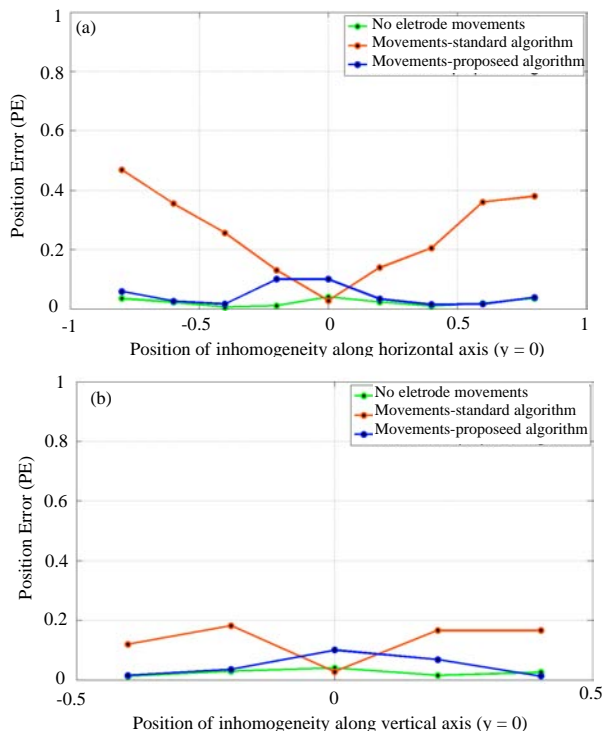 (a)
No eletrode movements
Movements-standard algorithm
Movements-proposeed algorithm
Position Error (PE)
1
0.8
0.6
0.4
0.2
0
-1
-0.5
0
0.5
1
Position of inhomogeneity along horizontal axis (y = 0)
(b)
No eletrode movements
Movements-standard algorithm
Movements-proposeed algorithm
Position Error (PE)
1
0.8
0.6
0.4
0.2
0
-0.5
0
0.5
Position of inhomogeneity along vertical axis (y = 0)